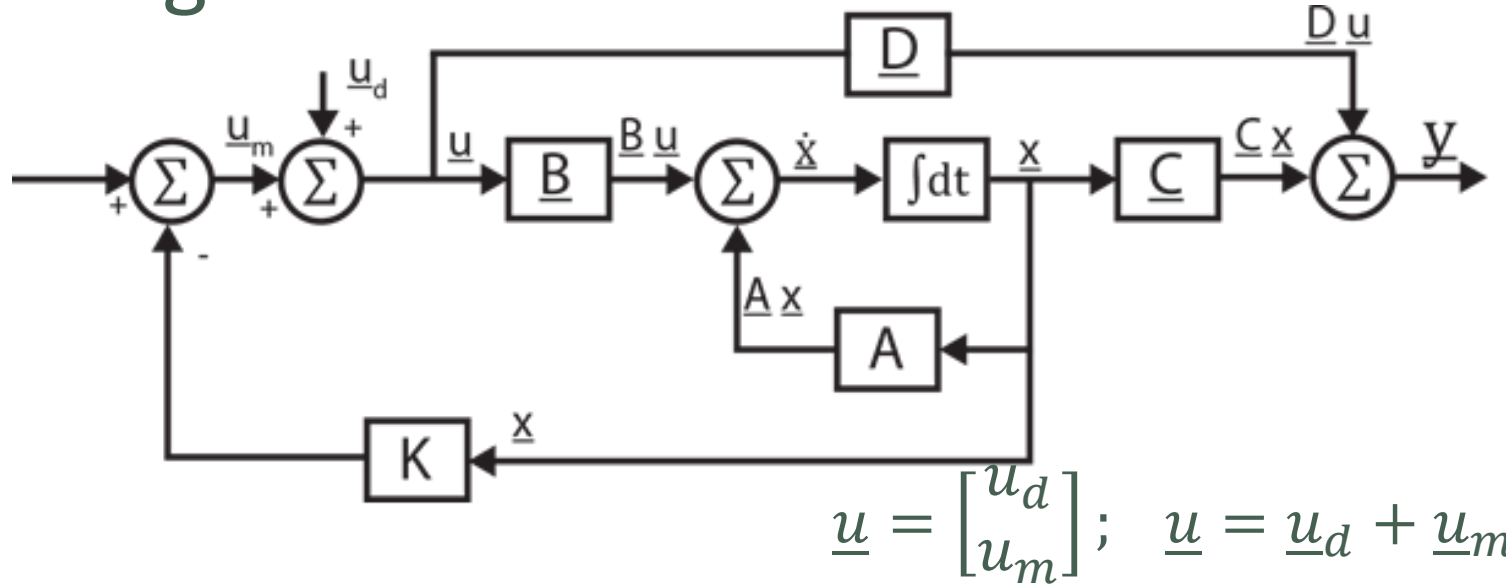 g
D
D u
u_d
+
u_m
u
B u
ẋ
x
C x
y
Σ
Σ
B
Σ
∫dt
C
Σ
+
+
-
A x
A
x
K
u = [u_d u_m] ; u = u_d + u_m